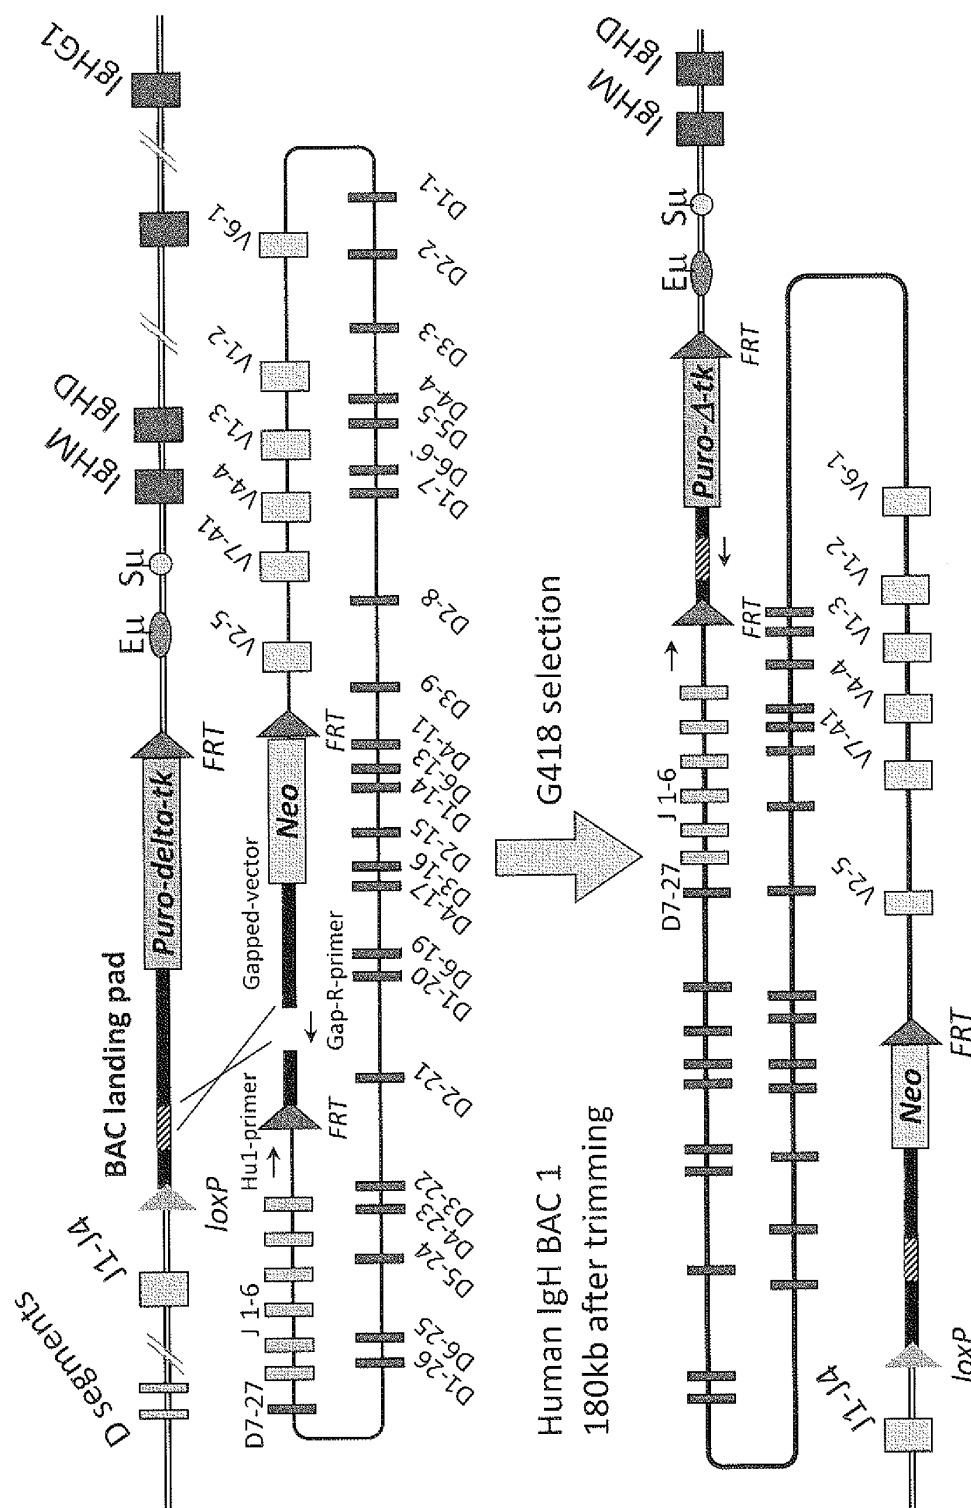 D segments
J1-J4
BAC landing pad
loxP
Puro-delta-tk
FRT
Eμ
Sμ
IgHM
IgHD
IgHG1
D7-27
J 1-6
Hu1-primer
FRT
Gap-R-primer
Gapped-vector
Neo
FRT
V2-5
V7-41
V4-4
V1-3
V1-2
V6-1
D1-26
D6-25
D5-24
D4-23
D3-22
D2-21
D1-20
D6-19
D4-17
D3-16
D2-15
D1-14
D6-13
D4-11
D3-9
D2-8
D1-7
D6-6
D5-5
D4-4
D3-3
D2-2
D1-1
Human IgH BAC 1
180kb after trimming
G418 selection
D7-27
J 1-6
FRT
Puro-Δ-tk
FRT
Eμ
Sμ
IgHM
IgHD
J1-J4
loxP
Neo
FRT
V2-5
V7-41
V4-4
V1-3
V1-2
V6-1